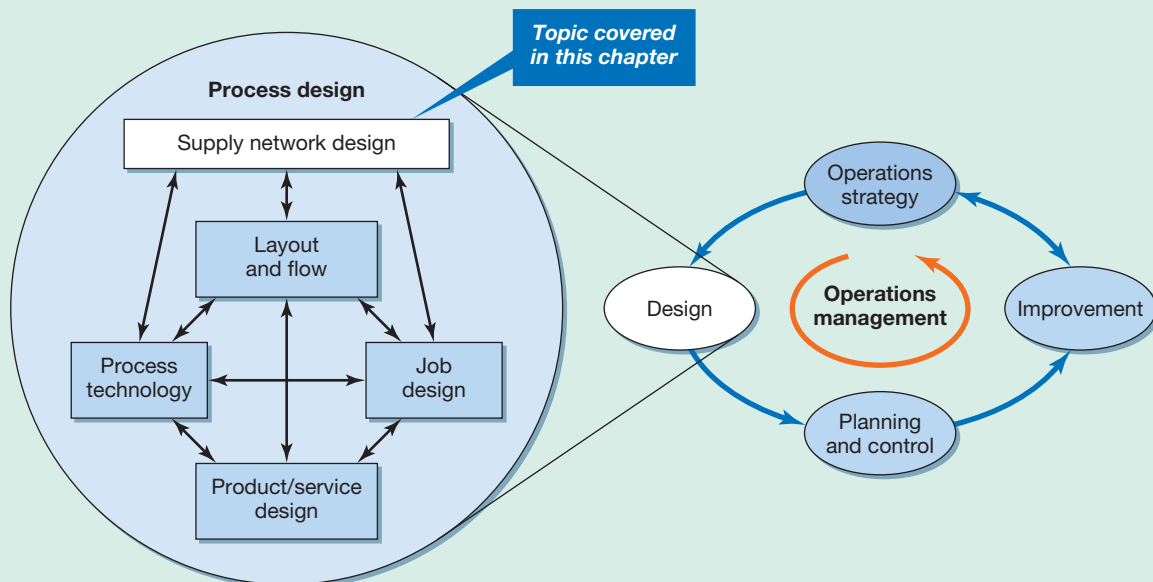 Topic covered
in this chapter
Process design
Supply network design
Layout
and flow
Process
technology
Job
design
Product/service
design
Operations
strategy
Design
Operations
management
Improvement
Planning
and control